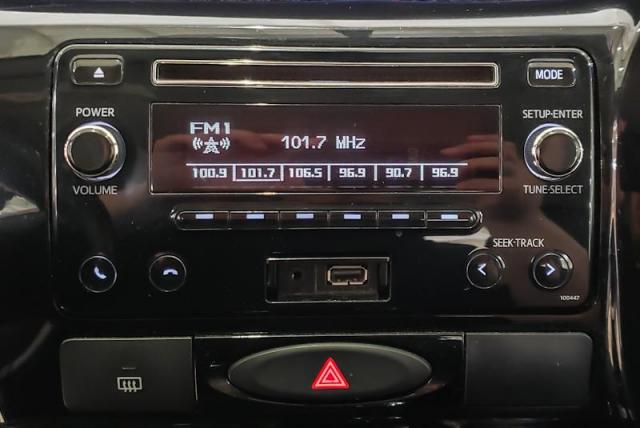 MODE
POWER
VOLUME
FM1
101.7 MHz
100.9 101.7 106.5 96.9 90.7 96.9
SETUP·ENTER
TUNE·SELECT
SEEK·TRACK
100447